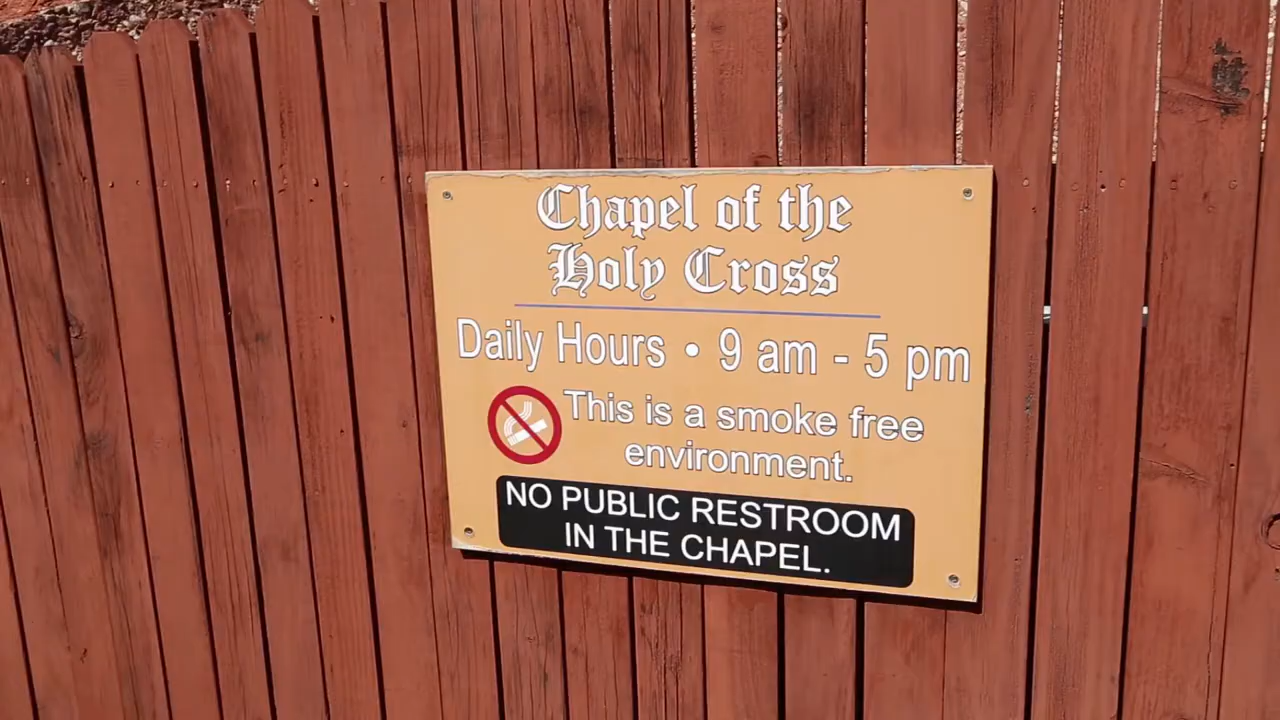 Chapel of the
Holy Cross
Daily Hours • 9 am - 5 pm
This is a smoke free
environment.
NO PUBLIC RESTROOM
IN THE CHAPEL.